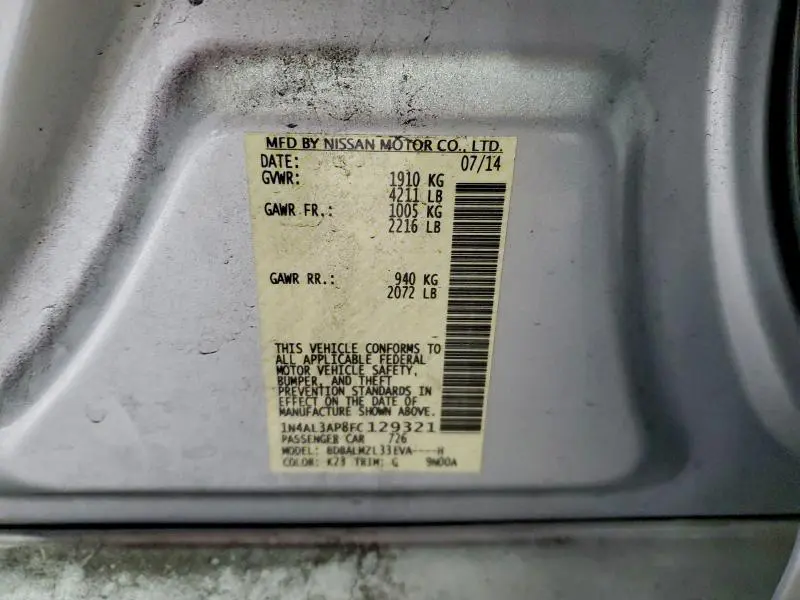 MFD BY NISSAN MOTOR CO., LTD.
DATE: 07/14
GVWR: 1910 KG
4211 LB
GAWR FR.: 1005 KG
2216 LB
GAWR RR.: 940 KG
2072 LB
THIS VEHICLE CONFORMS TO
ALL APPLICABLE FEDERAL
MOTOR VEHICLE SAFETY,
BUMPER, AND THEFT
PREVENTION STANDARDS IN
EFFECT ON THE DATE OF
MANUFACTURE SHOWN ABOVE.
1N4AL3AP8FC129321
PASSENGER CAR 726
MODEL: BDBALMZL33EVA----H
COLOR: K23 TRIM: G 9N00A